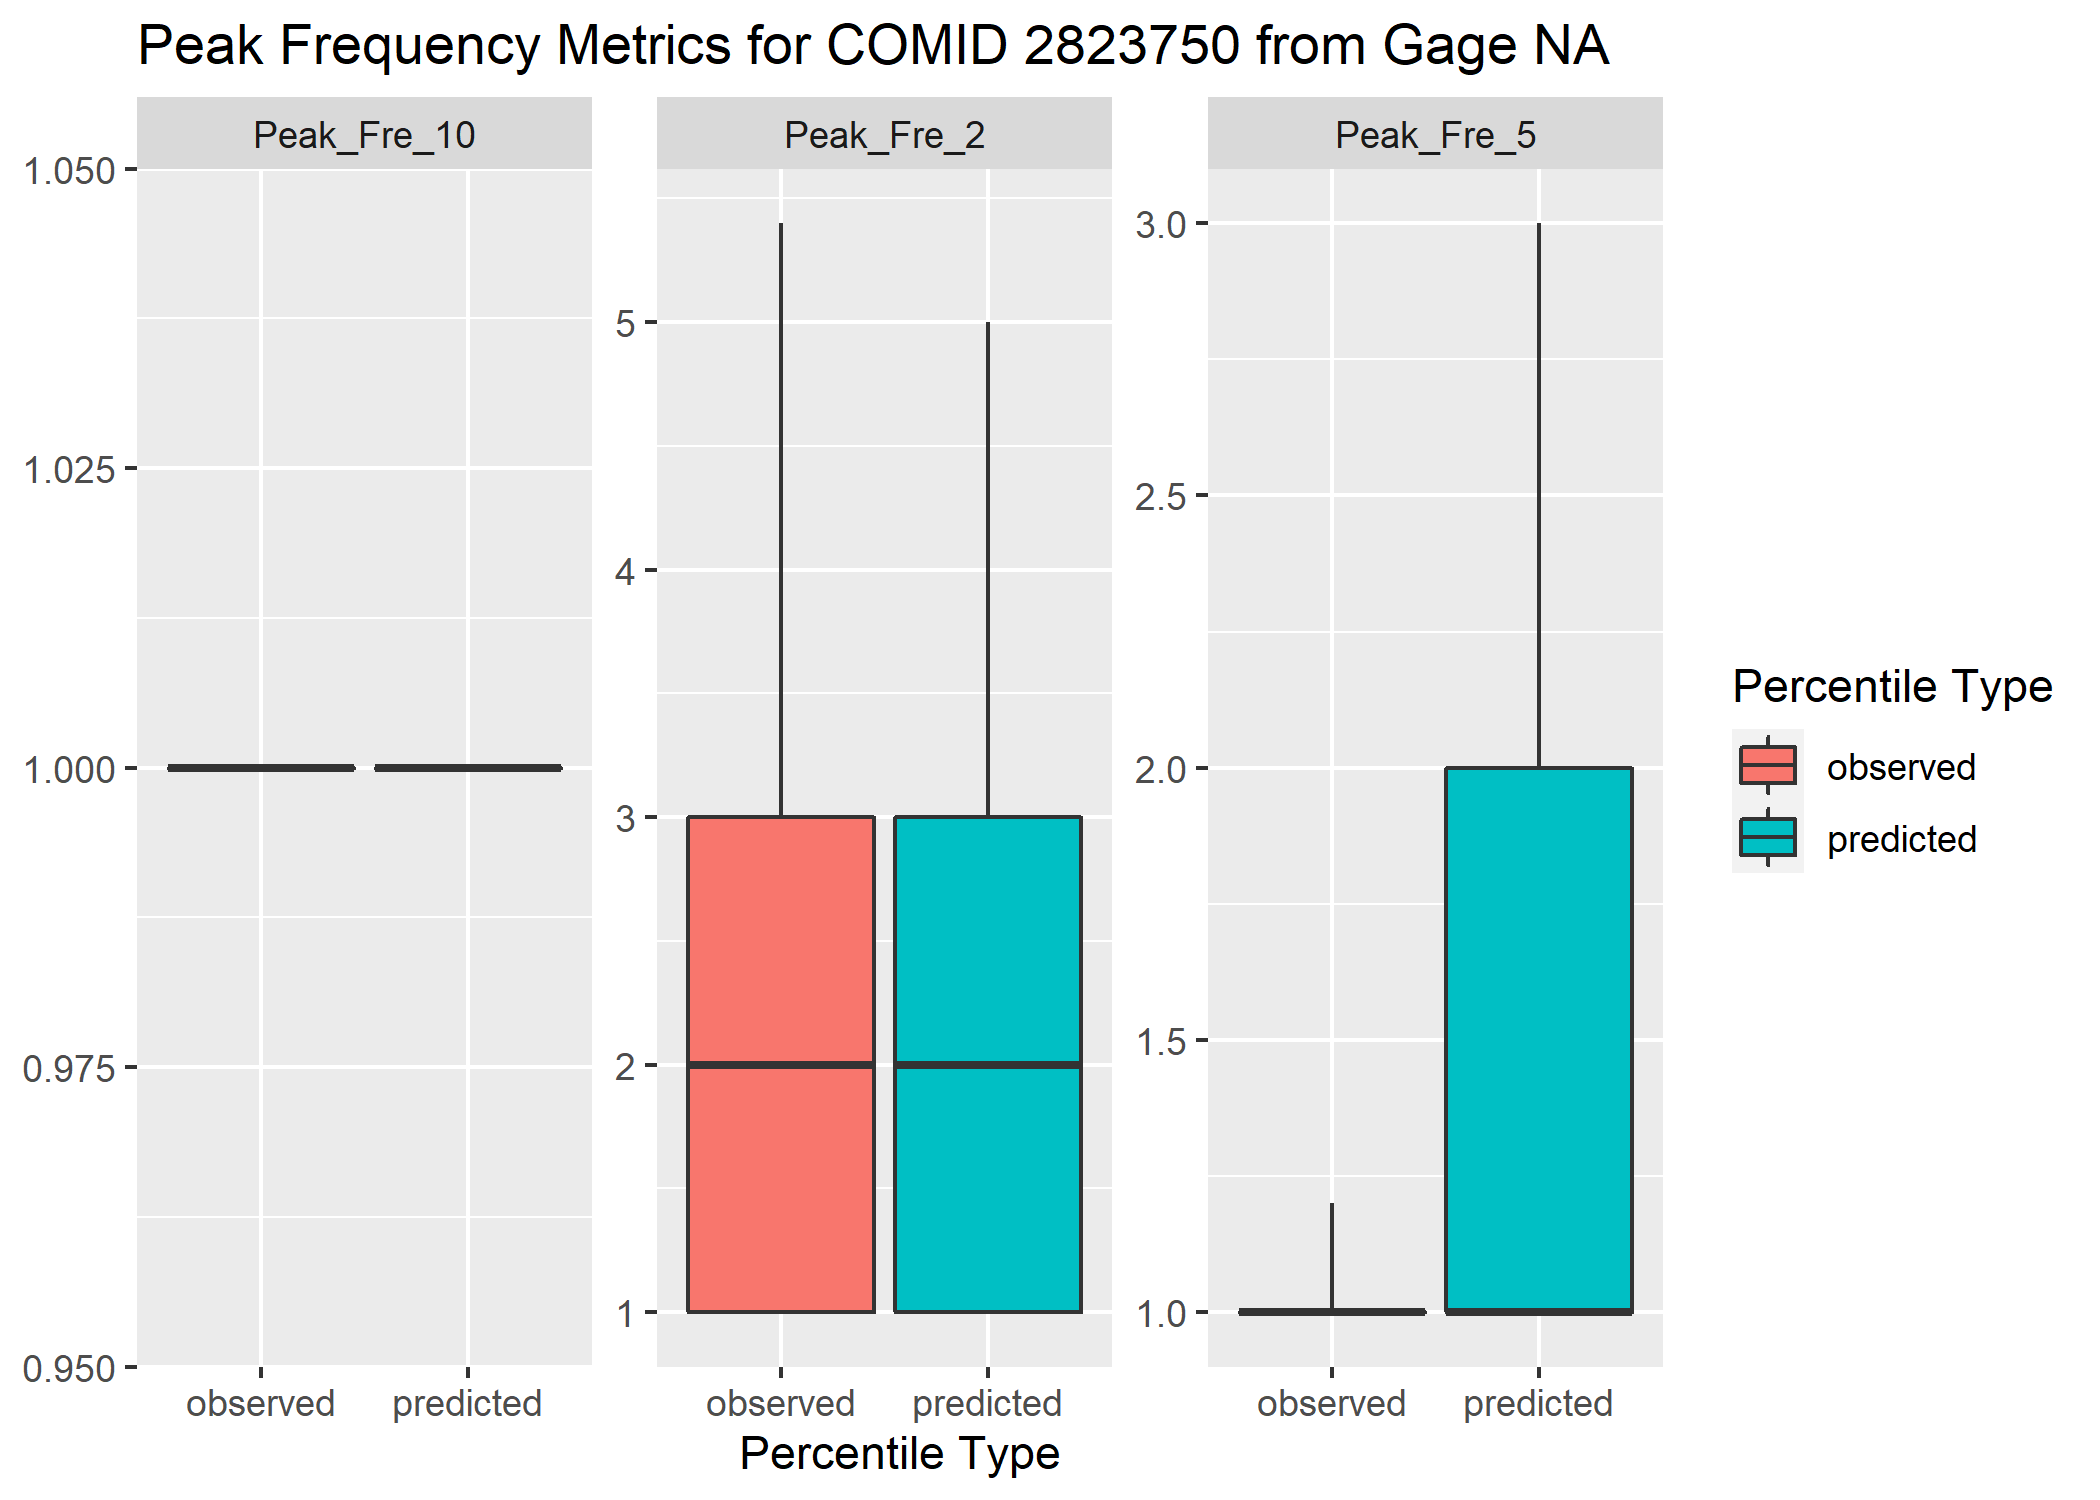 Peak Frequency Metrics for COMID 2823750 from Gage NA
Peak_Fre_10
Peak_Fre_2
Peak_Fre_5
1.050
1.025
1.000
0.975
0.950
5
4
3
2
1
3.0
2.5
2.0
1.5
1.0
observed
predicted
observed
predicted
observed
predicted
Percentile Type
Percentile Type
observed
predicted